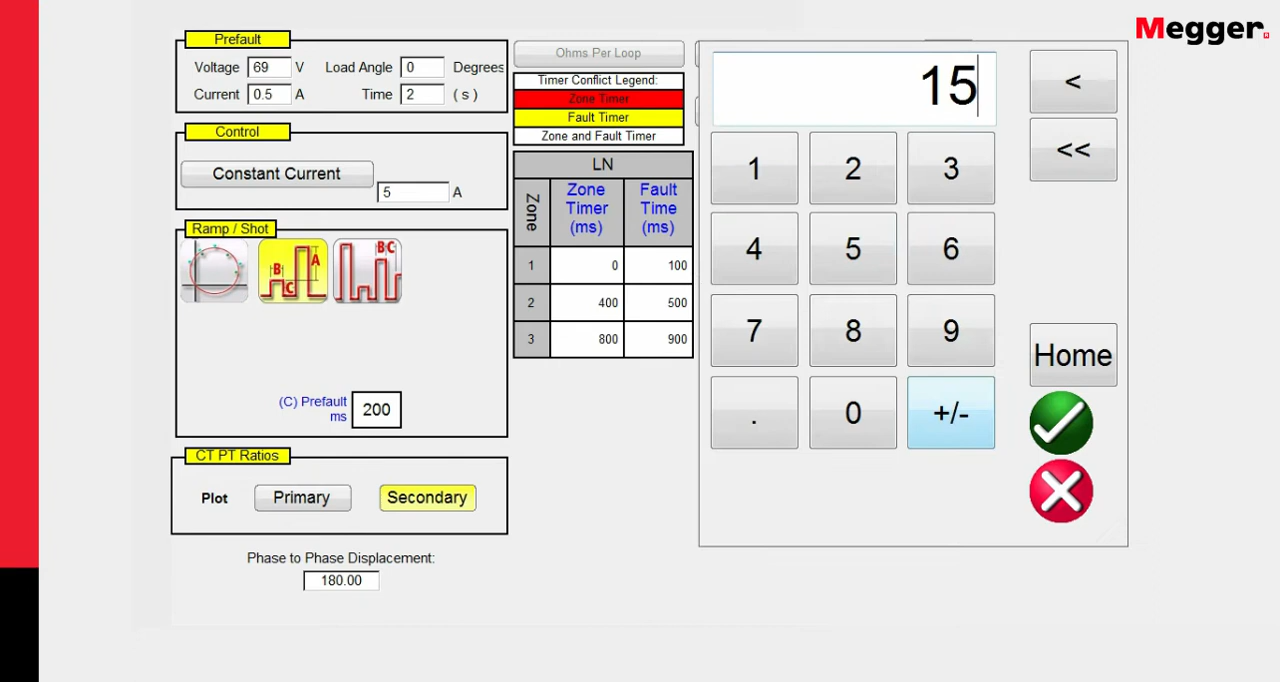 Megger.
Prefault
Voltage 69 V Load Angle 0 Degrees
Current 0.5 A Time 2 ( s )
Control
Constant Current
5 A
Ramp / Shot
B A C
B C
(C) Prefault
ms
200
CT PT Ratios
Plot Primary Secondary
Phase to Phase Displacement:
180.00
Ohms Per Loop
Timer Conflict Legend:
Zone Timer
Fault Timer
Zone and Fault Timer
LN
Zone
Zone
Timer
(ms)
Fault
Time
(ms)
1 0 100
2 400 500
3 800 900
15
< 
<<
1 2 3
4 5 6
7 8 9
. 0 +/-
Home